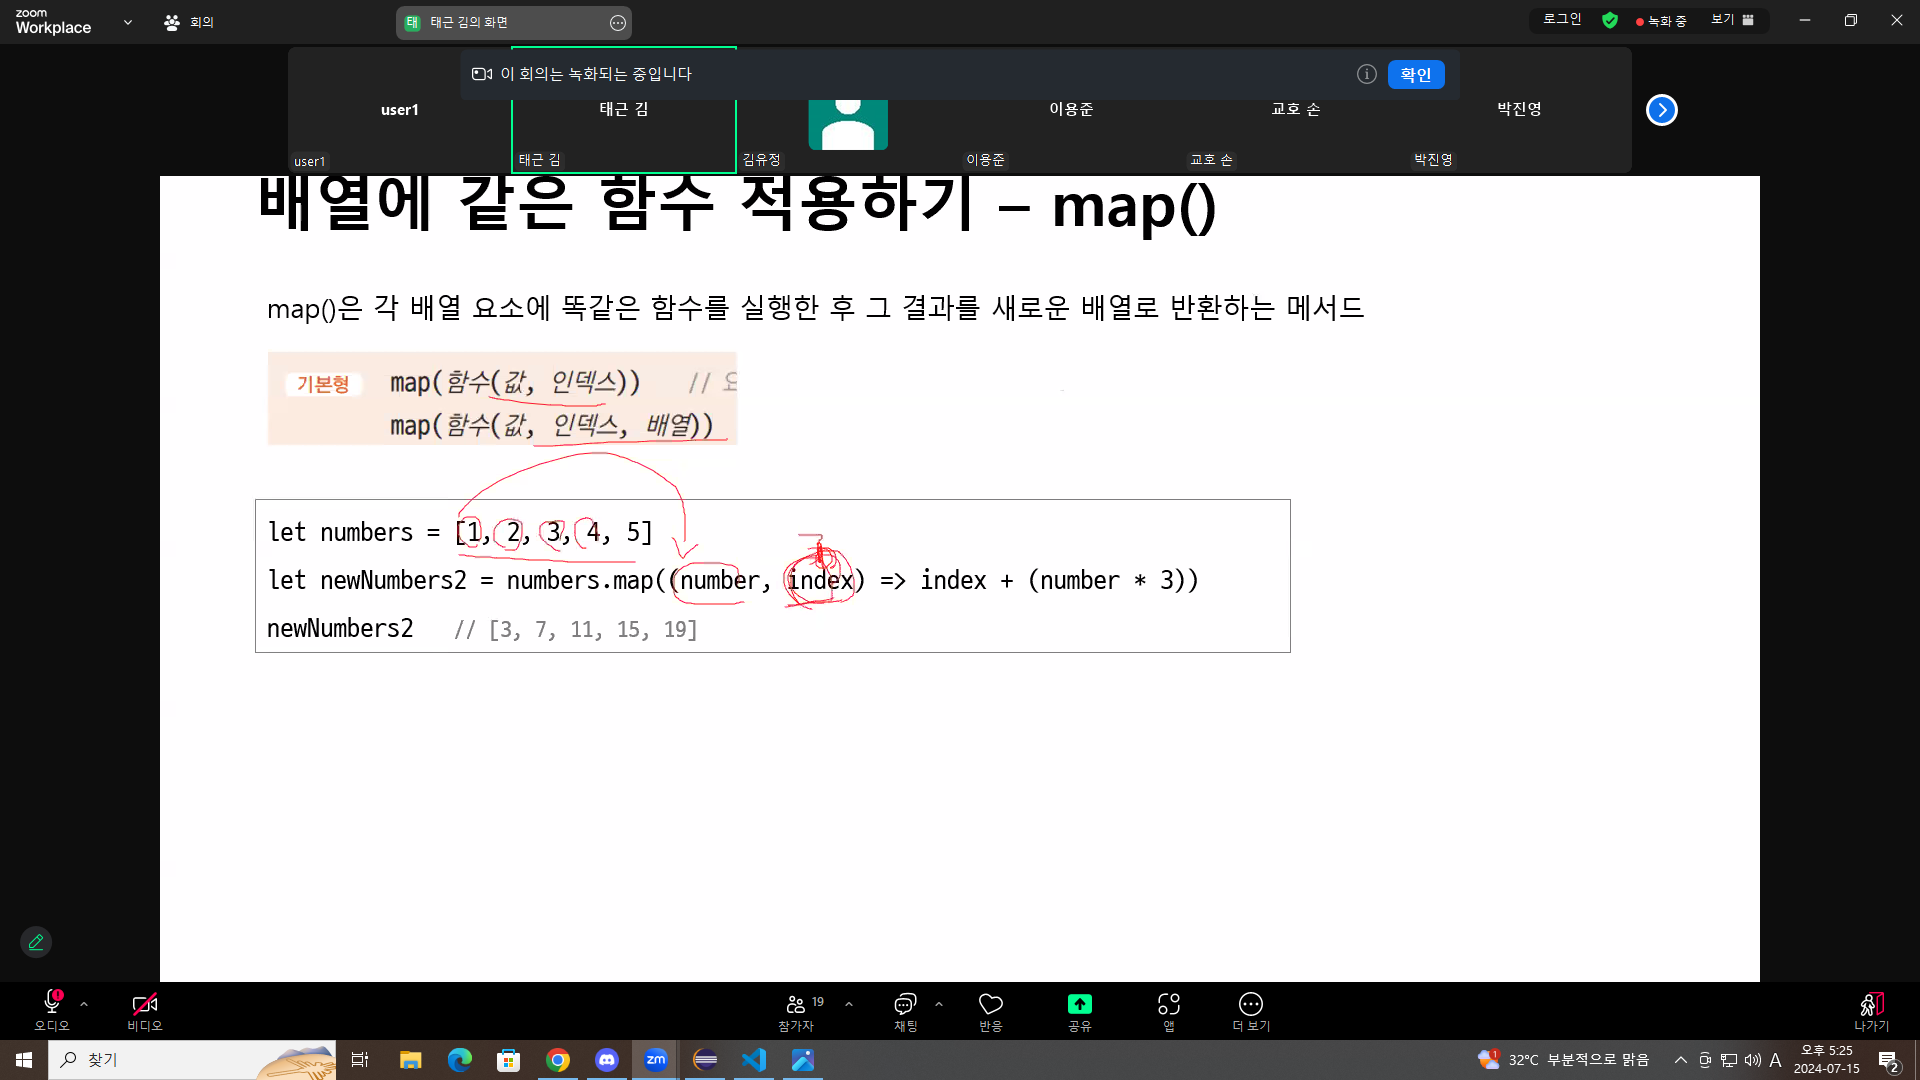 zoom
Workplace
회의
태
태근 김의 화면
로그인
녹화 중
보기
이 회의는 녹화되는 중입니다
확인
user1
태근 김
이용준
교호 손
박진영
user1
태근 김
김유정
이용준
교호 손
박진영
배열에 같은 함수 적용하기 – map()
map()은 각 배열 요소에 똑같은 함수를 실행한 후 그 결과를 새로운 배열로 반환하는 메서드
기본형 map(함수(값, 인덱스)) // 요
map(함수(값, 인덱스, 배열))
let numbers = [1, 2, 3, 4, 5]
let newNumbers2 = numbers.map((number, index) => index + (number * 3))
newNumbers2 // [3, 7, 11, 15, 19]
오디오
비디오
19
참가자
채팅
반응
공유
앱
더 보기
나가기
찾기
zm
1
32°C 부분적으로 맑음
A
오후 5:25
2024-07-15
2